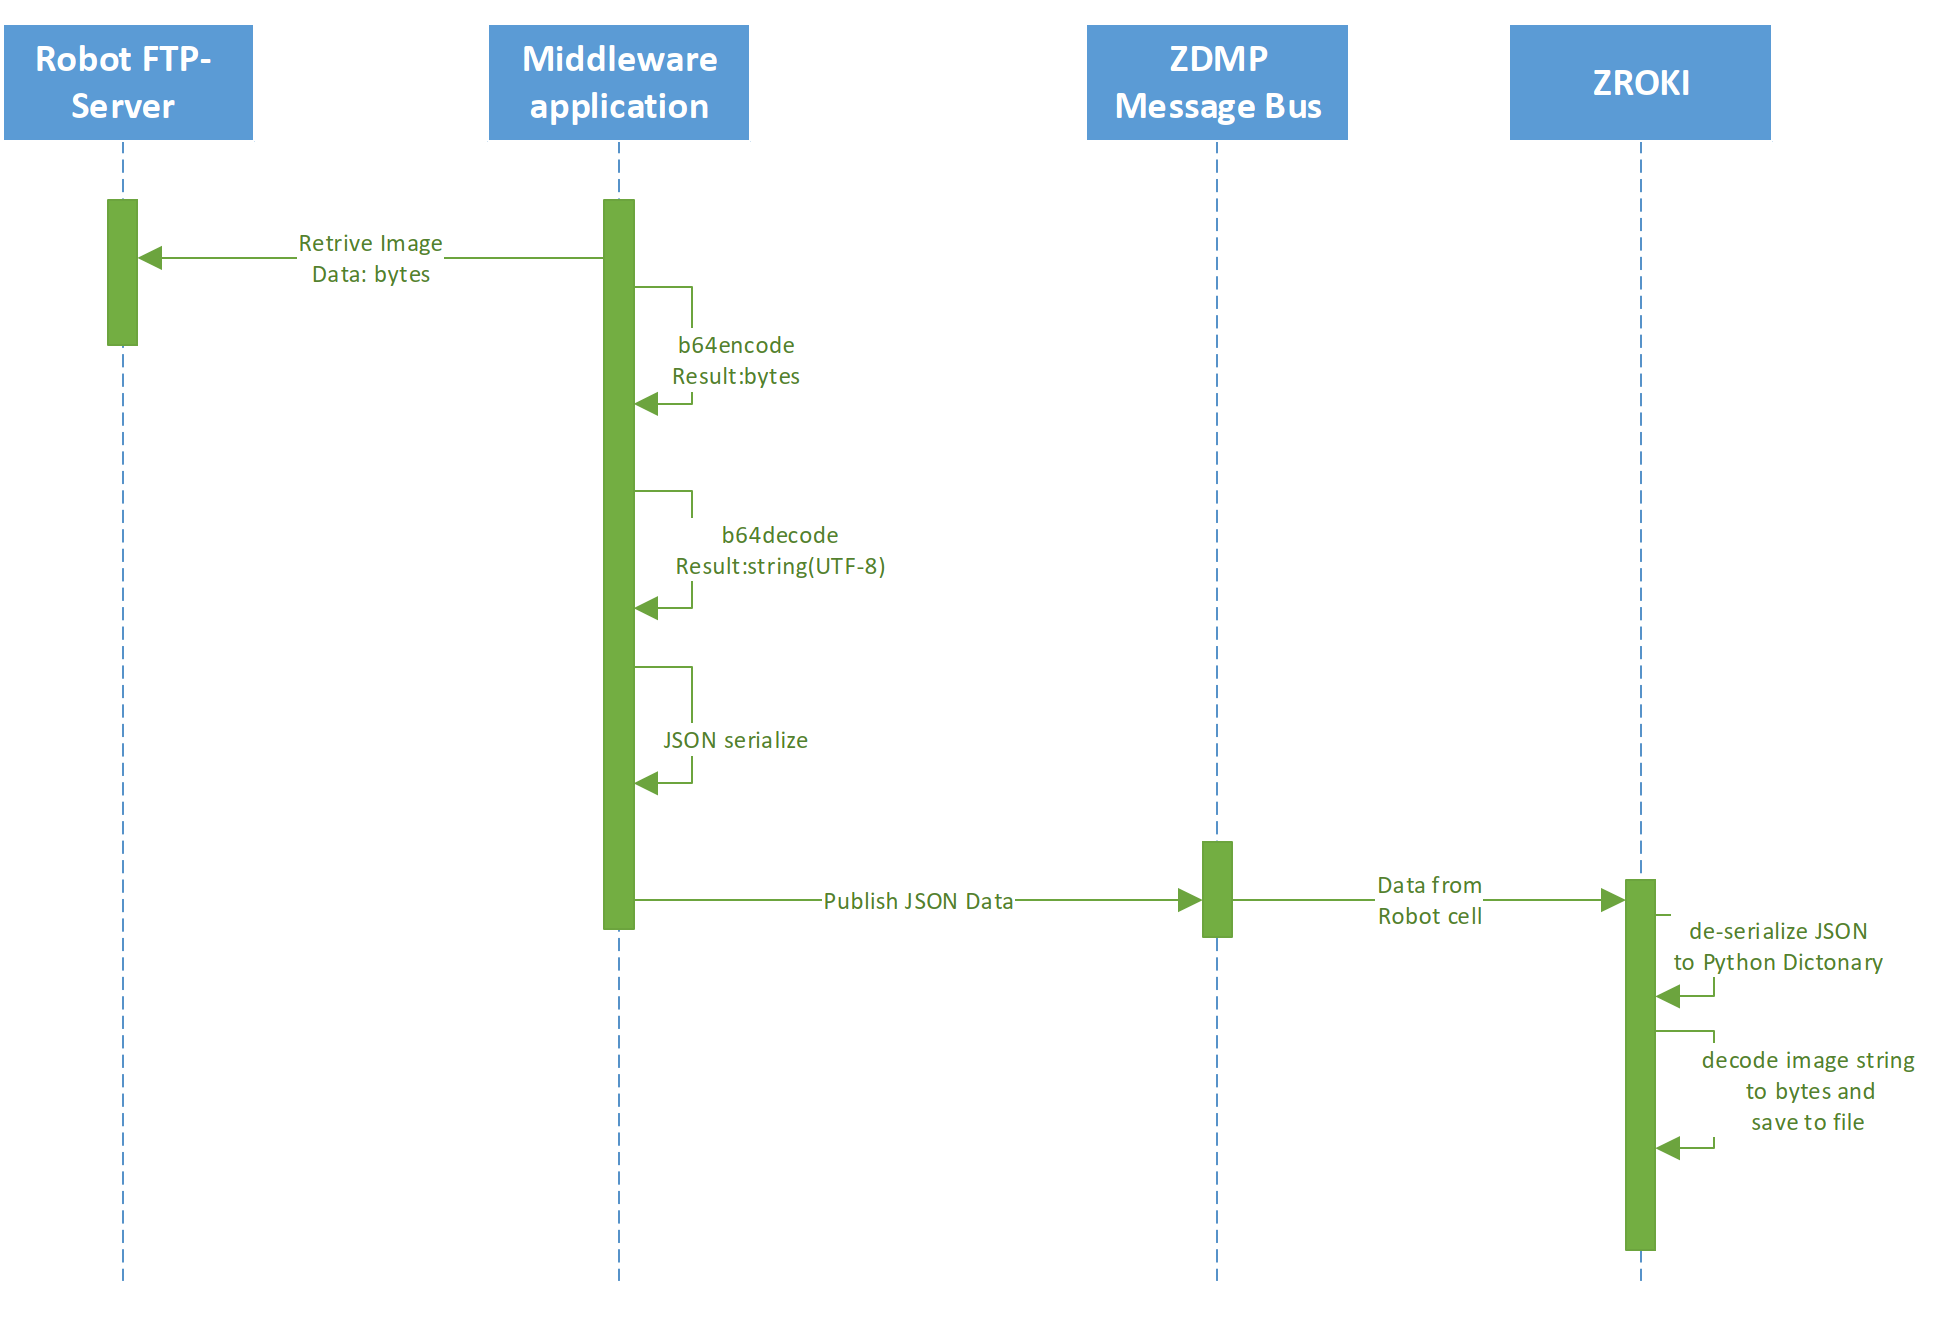 Robot FTP-
Server
Middleware
application
ZDMP
Message Bus
ZROKI
Retrive Image
Data: bytes
b64encode
Result:bytes
b64decode
Result:string(UTF-8)
JSON serialize
Publish JSON Data
Data from
Robot cell
de-serialize JSON
to Python Dictonary
decode image string
to bytes and
save to file